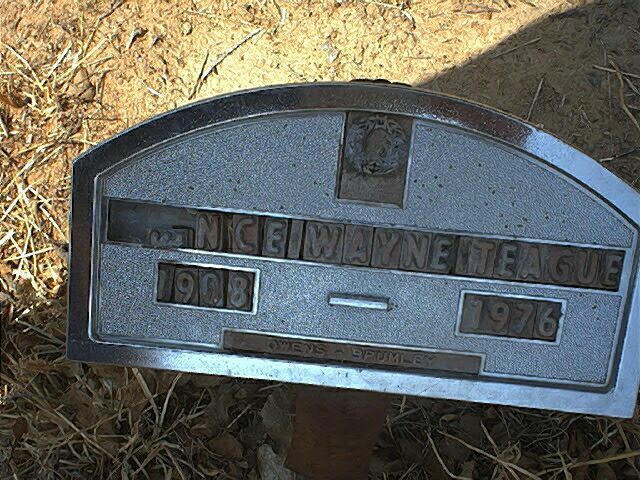 NCE WAYNE TEAGUE
1908 1976
OWENS - BRUMLEY